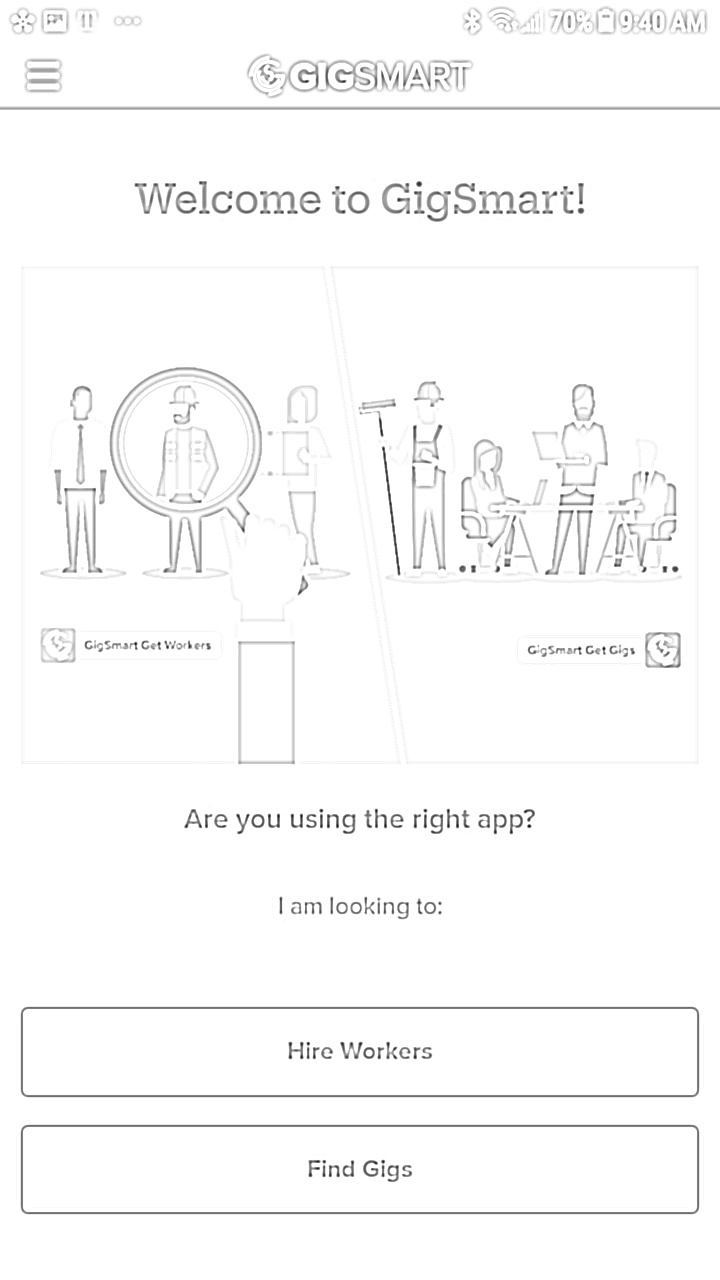 70% 9:40 AM
GIGSMART
Welcome to GigSmart!
GigSmart Get Workers
GigSmart Get Gigs
Are you using the right app?
I am looking to:
Hire Workers
Find Gigs